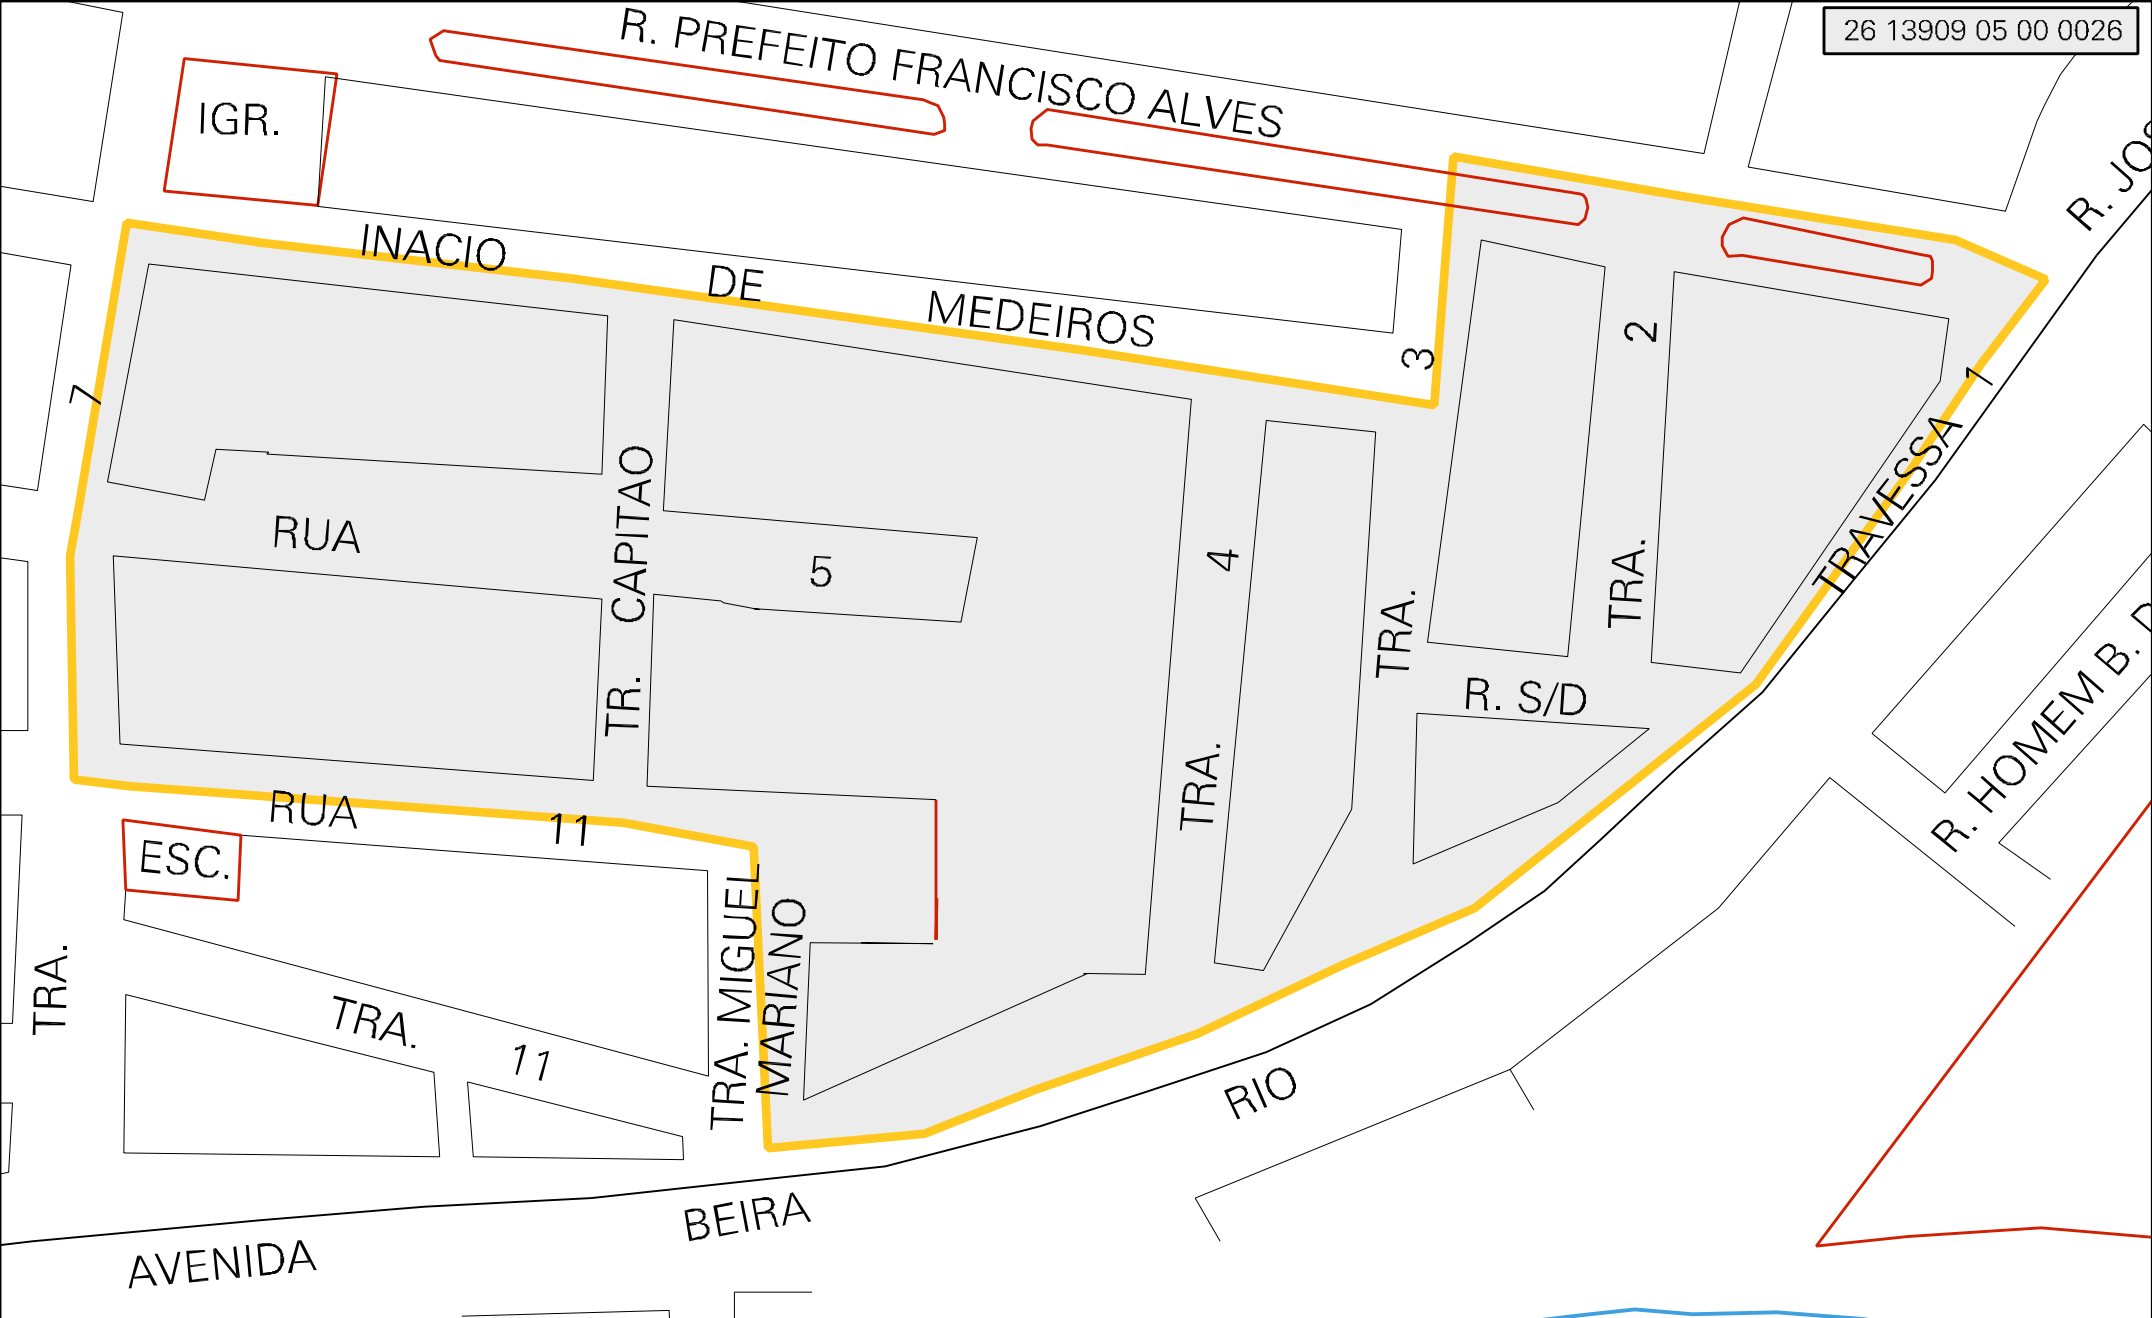 26 13909 05 00 0026
R. PREFEITO FRANCISCO ALVES
IGR.
R. JOS
INACIO DE MEDEIROS
3
2
TRA.
TRAVESSA 1
7
TRA.
RUA 5
TR. CAPITAO
4
TRA.
TRA.
R. S/D
R. HOMEM B. D
RUA 11
ESC.
TRA. MIGUEL
MARIANO
TRA. 11
AVENIDA BEIRA RIO